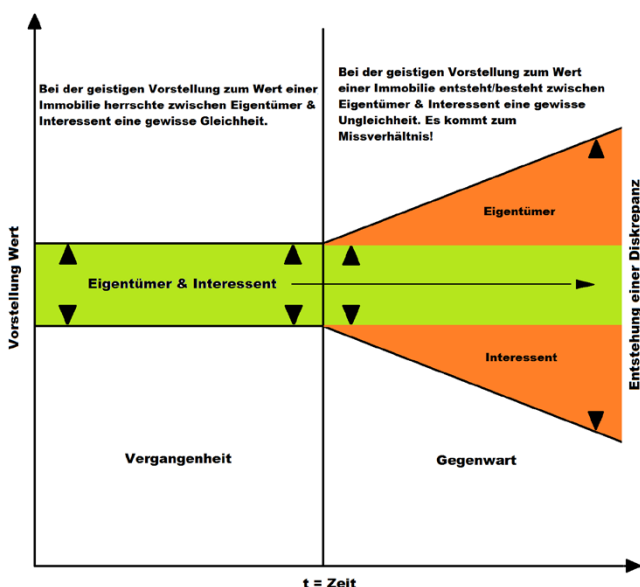 Bei der geistigen Vorstellung zum Wert einer
Immobilie herrschte zwischen Eigentümer &
Interessent eine gewisse Gleichheit.
Bei der geistigen Vorstellung zum Wert
einer Immobilie entsteht/besteht zwischen
Eigentümer & Interessent eine gewisse
Ungleichheit. Es kommt zum
Missverhältnis!
Vorstellung Wert
Eigentümer & Interessent
Eigentümer
Interessent
Entstehung einer Diskrepanz
Vergangenheit
Gegenwart
t = Zeit